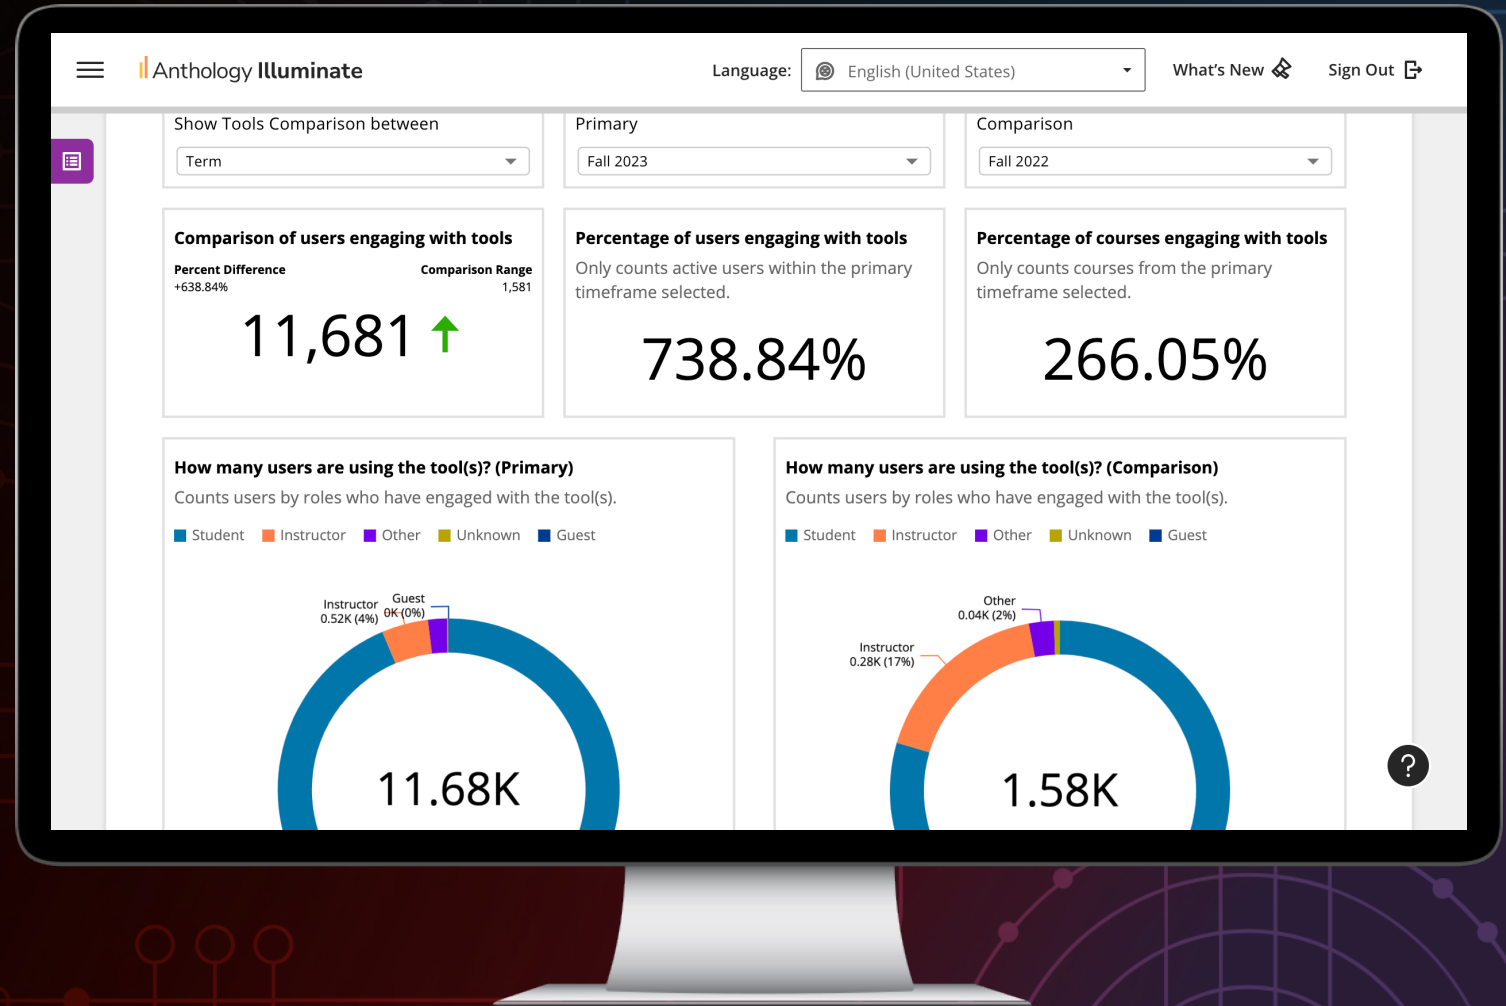 Anthology Illuminate
Language:
English (United States)
What's New
Sign Out
Show Tools Comparison between
Term
Primary
Fall 2023
Comparison
Fall 2022
Comparison of users engaging with tools
Percent Difference
+638.84%
Comparison Range
1,581
11,681
Percentage of users engaging with tools
Only counts active users within the primary
timeframe selected.
738.84%
Percentage of courses engaging with tools
Only counts courses from the primary
timeframe selected.
266.05%
How many users are using the tool(s)? (Primary)
Counts users by roles who have engaged with the tool(s).
Student Instructor Other Unknown Guest
Instructor
0.52K (4%)
Guest
0K (0%)
11.68K
How many users are using the tool(s)? (Comparison)
Counts users by roles who have engaged with the tool(s).
Student Instructor Other Unknown Guest
Other
0.04K (2%)
Instructor
0.28K (17%)
1.58K
?